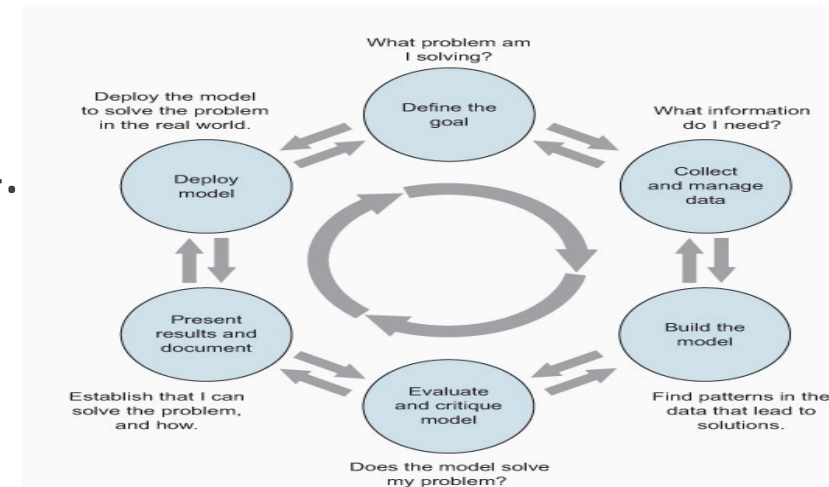 What problem am
I solving?
Define the
goal
What information
do I need?
Collect
and manage
data
Build the
model
Find patterns in the
data that lead to
solutions.
Evaluate
and critique
model
Does the model solve
my problem?
Present
results and
document
Establish that I can
solve the problem,
and how.
Deploy
model
Deploy the model
to solve the problem
in the real world.